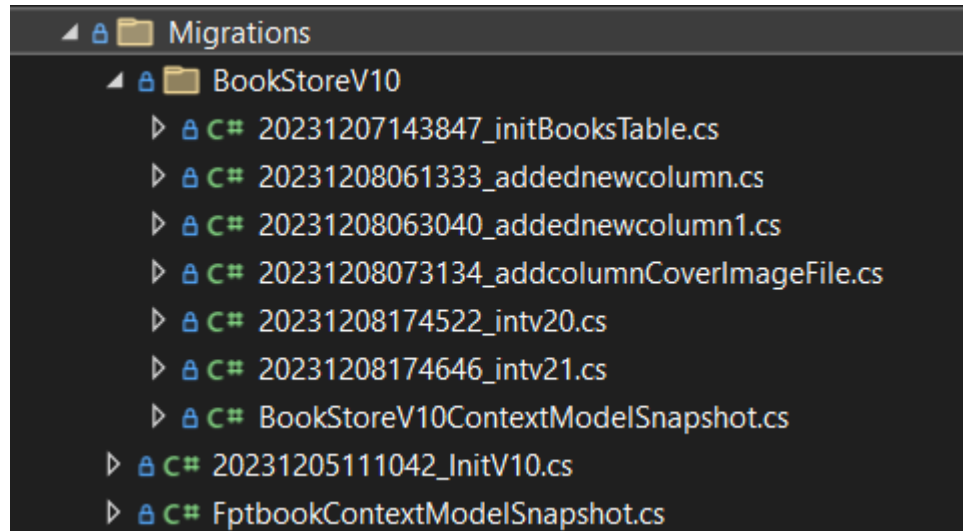 Migrations
BookStoreV10
C# 20231207143847_initBooksTable.cs
C# 20231208061333_addednewcolumn.cs
C# 20231208063040_addednewcolumn1.cs
C# 20231208073134_addcolumnCoverImageFile.cs
C# 20231208174522_intv20.cs
C# 20231208174646_intv21.cs
C# BookStoreV10ContextModelSnapshot.cs
C# 20231205111042_InitV10.cs
C# FptbookContextModelSnapshot.cs